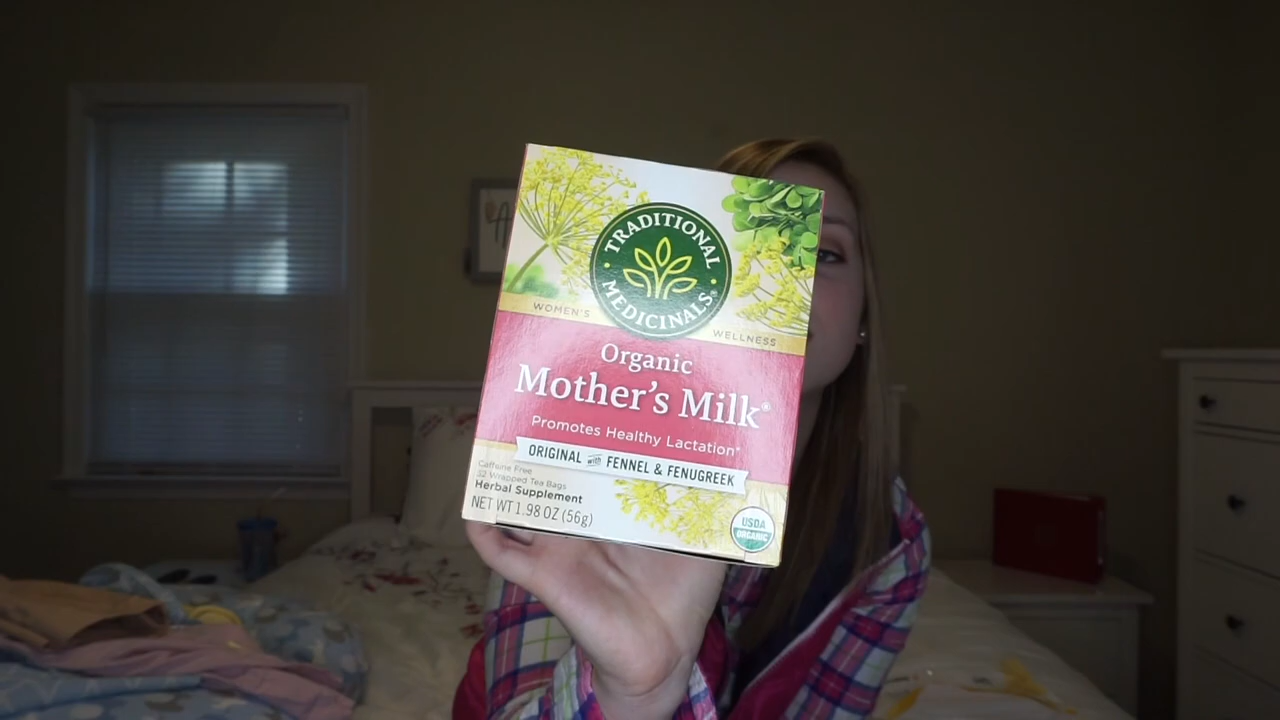 TRADITIONAL
MEDICINALS®
WOMEN'S WELLNESS
Organic
Mother's Milk®
Promotes Healthy Lactation*
ORIGINAL with FENNEL & FENUGREEK
Caffeine Free
32 Wrapped Tea Bags
Herbal Supplement
NET WT 1.98 OZ (56g)
USDA
ORGANIC